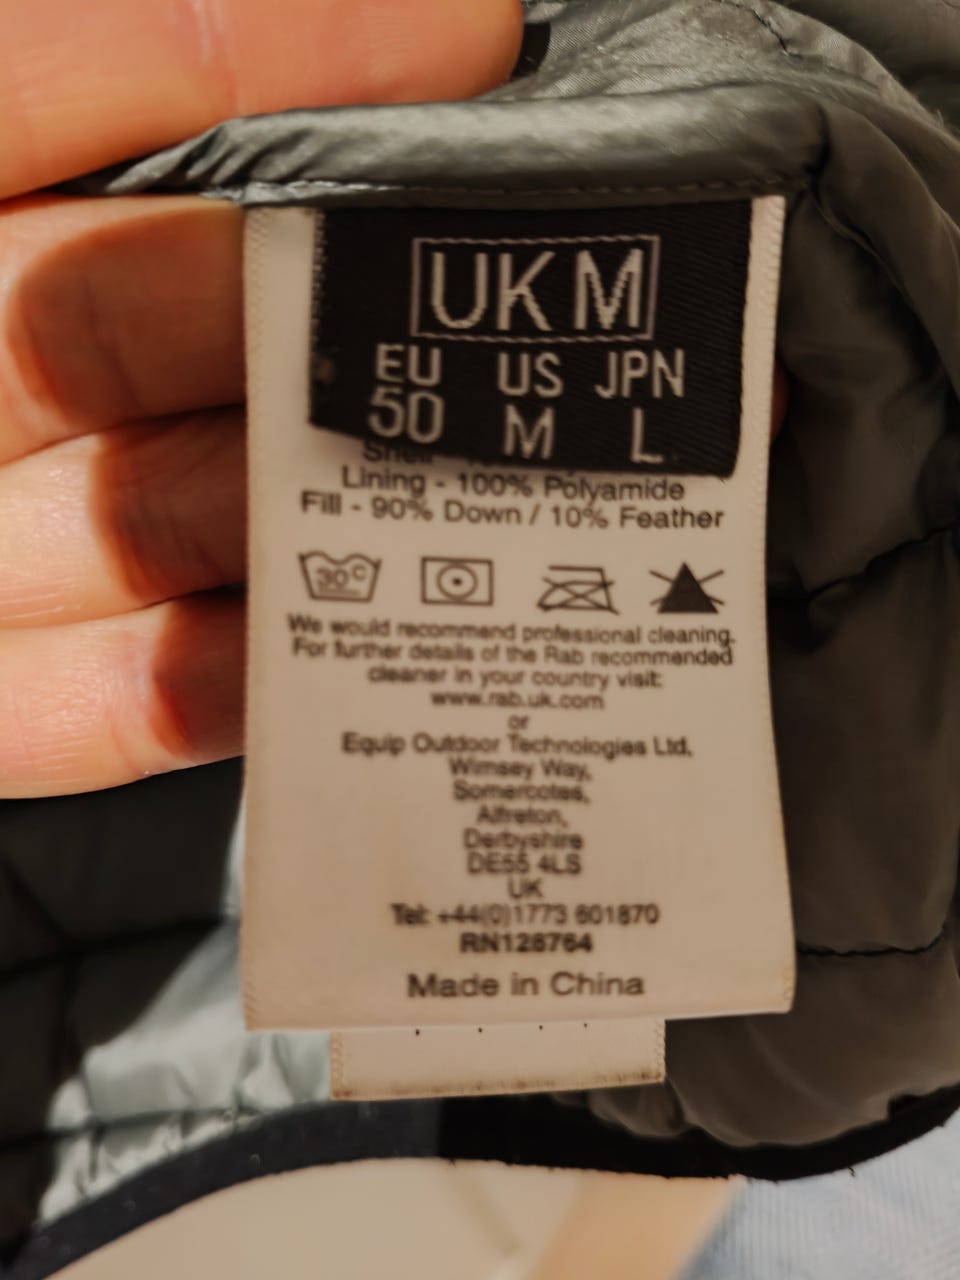 UK M
EU US JPN
50 M L
Shell
Lining - 100% Polyamide
Fill - 90% Down / 10% Feather
30°C
We would recommend professional cleaning.
For further details of the Rab recommended
cleaner in your country visit:
www.rab.uk.com
or
Equip Outdoor Technologies Ltd,
Wimsey Way,
Somercotes,
Alfreton,
Derbyshire
DE55 4LS
UK
Tel: +44(0)1773 601870
RN128764
Made in China